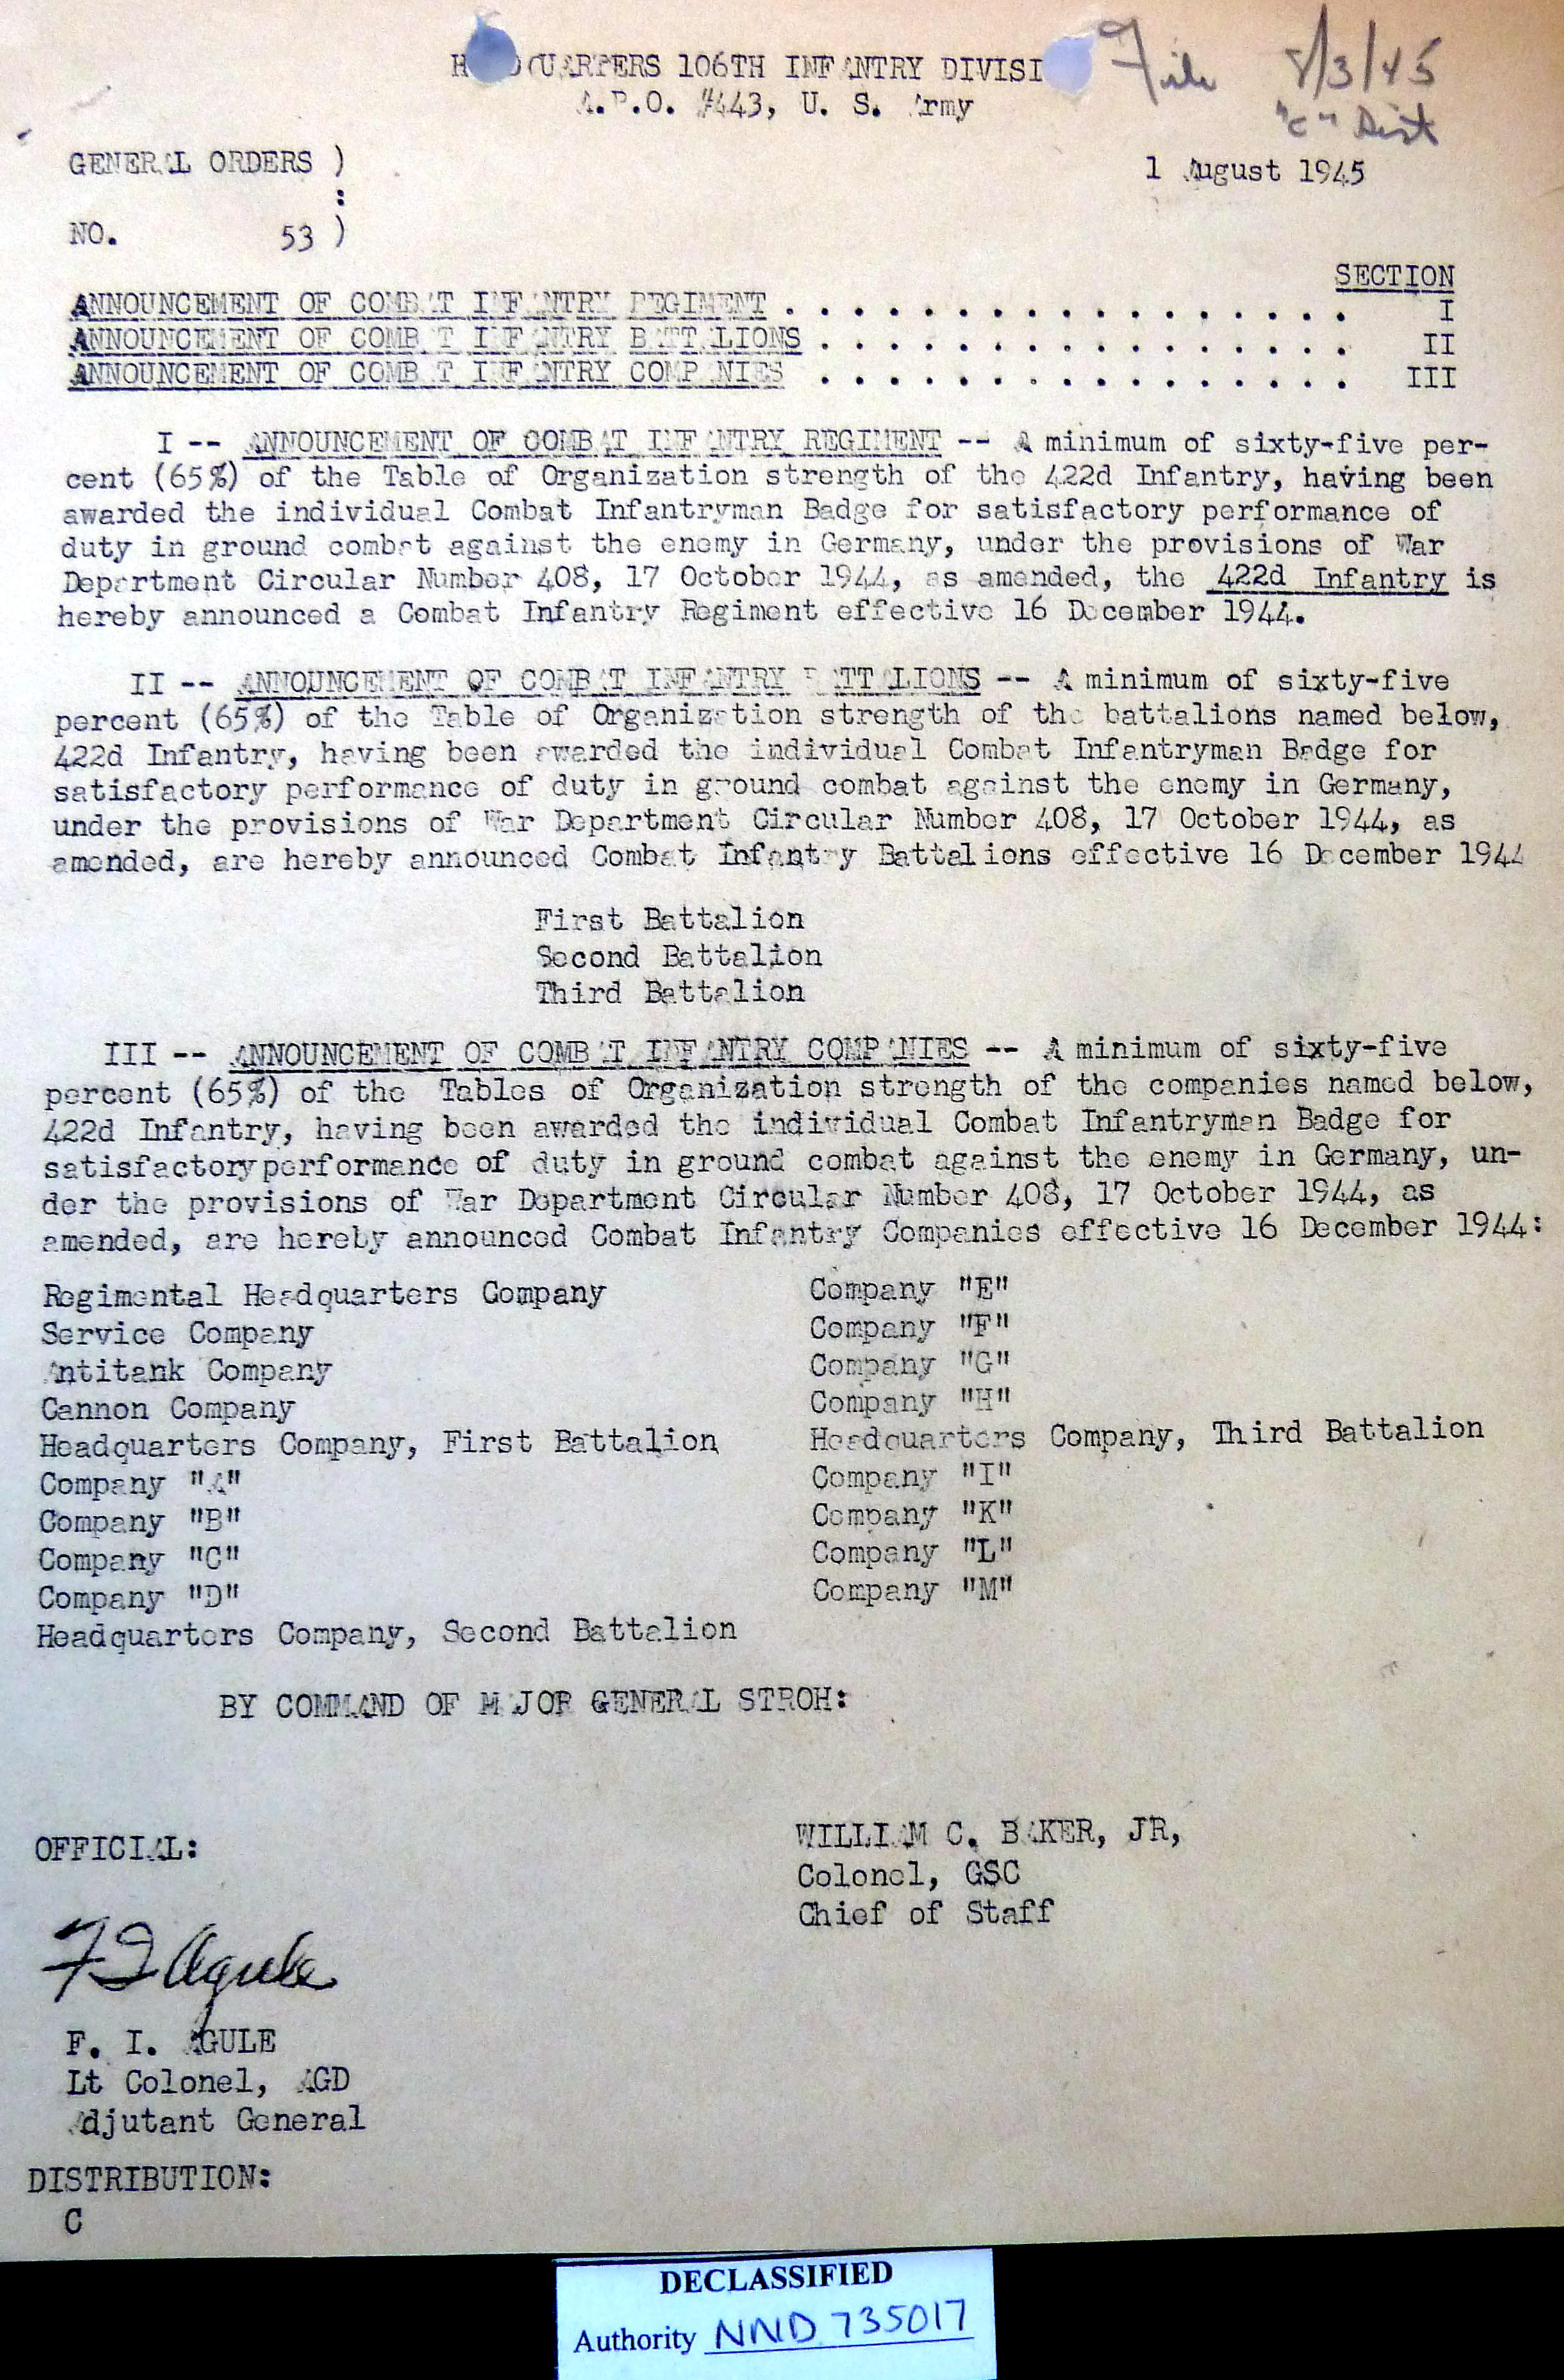 HEADQUARTERS 106TH INFANTRY DIVISI
A.P.O. #443, U. S. Army
File 8/3/45
"C" Dist
GENERAL ORDERS )
:
NO. 53 )
1 August 1945
SECTION
ANNOUNCEMENT OF COMBAT INFANTRY REGIMENT . . . . . . . . . . . . . . . . . I
ANNOUNCEMENT OF COMBAT INFANTRY BATTALIONS . . . . . . . . . . . . . . . . II
ANNOUNCEMENT OF COMBAT INFANTRY COMPANIES . . . . . . . . . . . . . . . . III
I -- ANNOUNCEMENT OF COMBAT INFANTRY REGIMENT -- A minimum of sixty-five per-
cent (65%) of the Table of Organization strength of the 422d Infantry, having been
awarded the individual Combat Infantryman Badge for satisfactory performance of
duty in ground combat against the enemy in Germany, under the provisions of War
Department Circular Number 408, 17 October 1944, as amended, the 422d Infantry is
hereby announced a Combat Infantry Regiment effective 16 December 1944.
II -- ANNOUNCEMENT OF COMBAT INFANTRY BATTALIONS -- A minimum of sixty-five
percent (65%) of the Table of Organization strength of the battalions named below,
422d Infantry, having been awarded the individual Combat Infantryman Badge for
satisfactory performance of duty in ground combat against the enemy in Germany,
under the provisions of War Department Circular Number 408, 17 October 1944, as
amended, are hereby announced Combat Infantry Battalions effective 16 December 1944
First Battalion
Second Battalion
Third Battalion
III -- ANNOUNCEMENT OF COMBAT INFANTRY COMPANIES -- A minimum of sixty-five
percent (65%) of the Tables of Organization strength of the companies named below,
422d Infantry, having been awarded the individual Combat Infantryman Badge for
satisfactory performance of duty in ground combat against the enemy in Germany, un-
der the provisions of War Department Circular Number 408, 17 October 1944, as
amended, are hereby announced Combat Infantry Companies effective 16 December 1944:
Regimental Headquarters Company
Service Company
Antitank Company
Cannon Company
Headquarters Company, First Battalion
Company "A"
Company "B"
Company "C"
Company "D"
Headquarters Company, Second Battalion
Company "E"
Company "F"
Company "G"
Company "H"
Headquarters Company, Third Battalion
Company "I"
Company "K"
Company "L"
Company "M"
BY COMMAND OF MAJOR GENERAL STROH:
WILLIAM C. BAKER, JR,
Colonel, GSC
Chief of Staff
OFFICIAL:
F I Agule
F. I. AGULE
Lt Colonel, AGD
Adjutant General
DISTRIBUTION:
C
DECLASSIFIED
Authority NND 735017